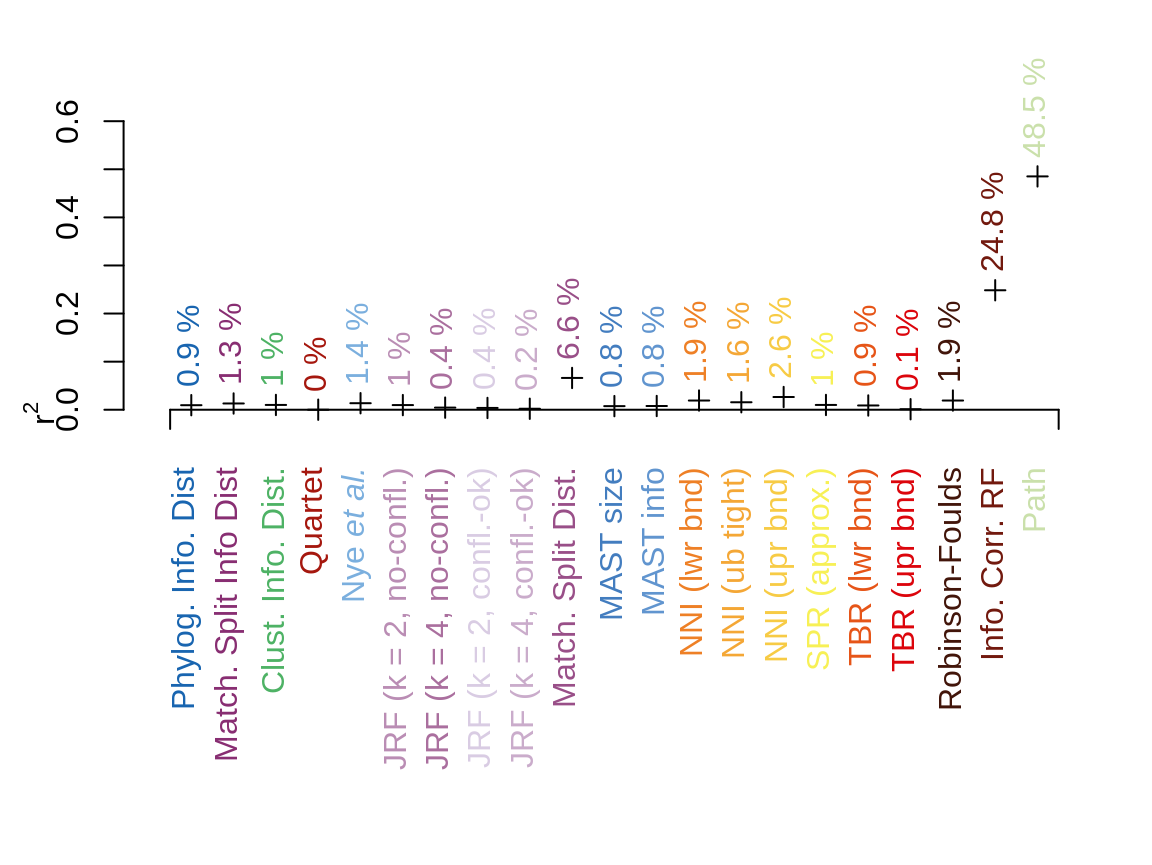 r²
0.0
0.2
0.4
0.6
0.9 %
1.3 %
1 %
0 %
1.4 %
1 %
0.4 %
0.4 %
0.2 %
6.6 %
0.8 %
0.8 %
1.9 %
1.6 %
2.6 %
1 %
0.9 %
0.1 %
1.9 %
24.8 %
48.5 %
Phylog. Info. Dist
Match. Split Info Dist
Clust. Info. Dist.
Quartet
Nye et al.
JRF (k = 2, no-confl.)
JRF (k = 4, no-confl.)
JRF (k = 2, confl.-ok)
JRF (k = 4, confl.-ok)
Match. Split Dist.
MAST size
MAST info
NNI (lwr bnd)
NNI (ub tight)
NNI (upr bnd)
SPR (approx.)
TBR (lwr bnd)
TBR (upr bnd)
Robinson-Foulds
Info. Corr. RF
Path